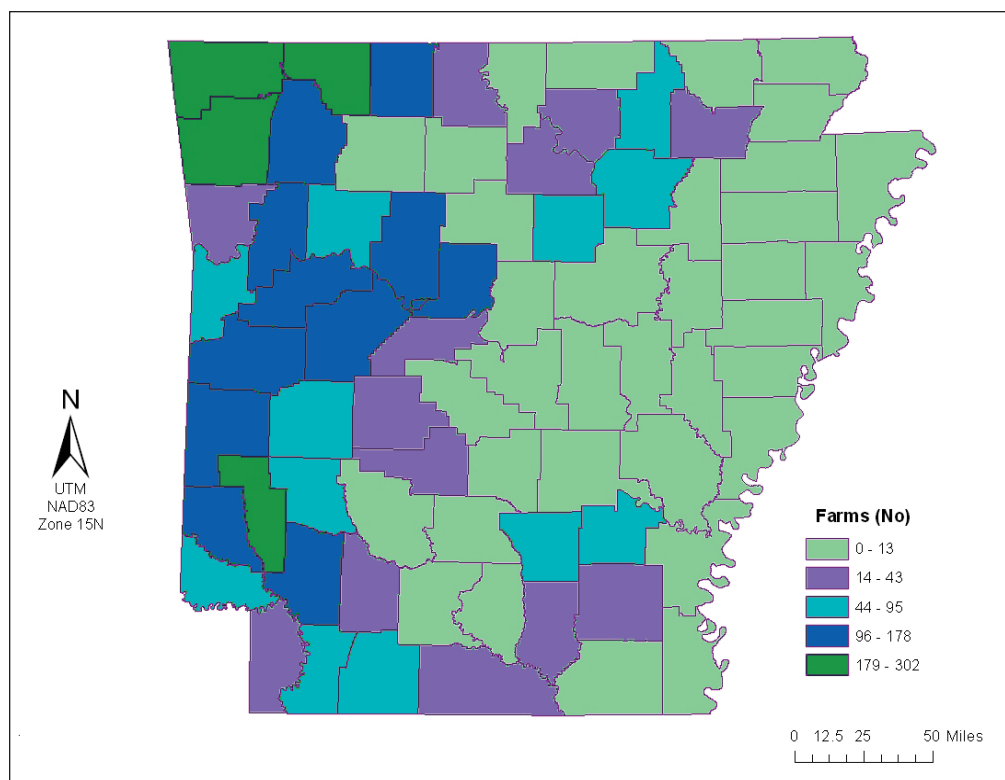 N
UTM
NAD83
Zone 15N
Farms (No)
0 - 13
14 - 43
44 - 95
96 - 178
179 - 302
0 12.5 25 50 Miles